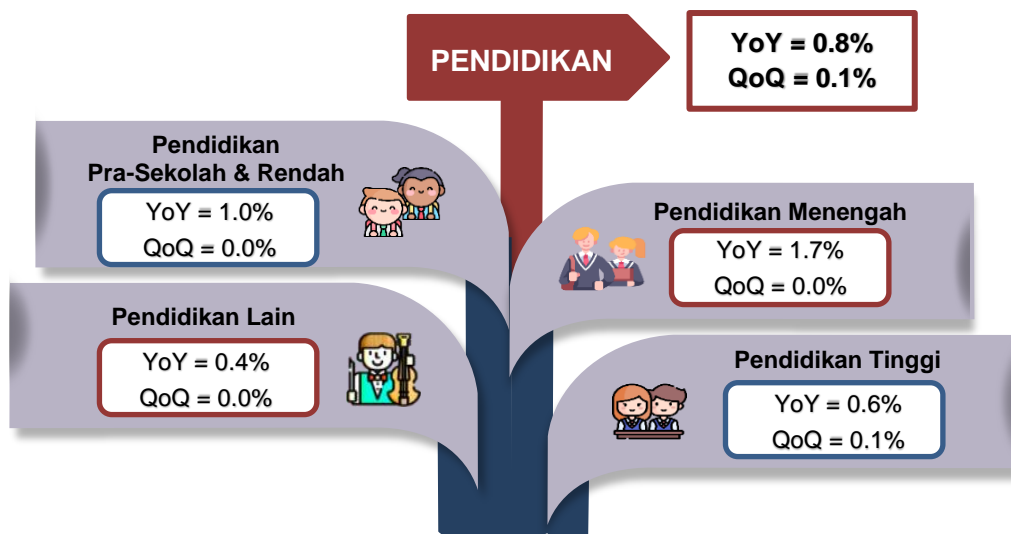 PENDIDIKAN
YoY = 0.8%
QoQ = 0.1%
Pendidikan
Pra-Sekolah & Rendah
YoY = 1.0%
QoQ = 0.0%
Pendidikan Menengah
YoY = 1.7%
QoQ = 0.0%
Pendidikan Lain
YoY = 0.4%
QoQ = 0.0%
Pendidikan Tinggi
YoY = 0.6%
QoQ = 0.1%